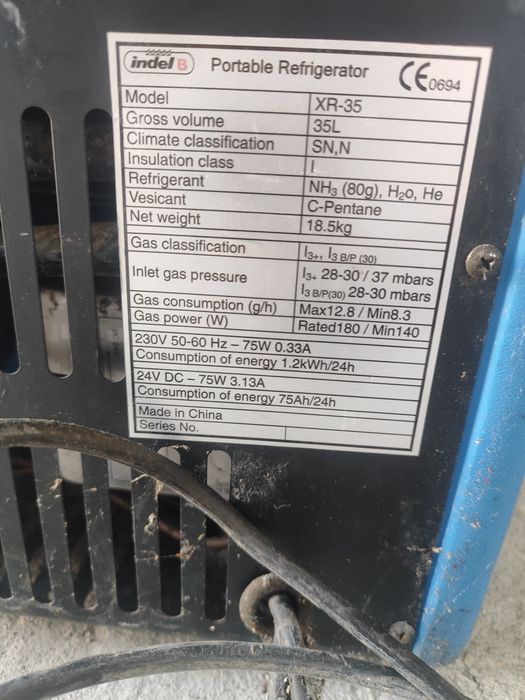 indel B Portable Refrigerator CE 0694
Model XR-35
Gross volume 35L
Climate classification SN,N
Insulation class I
Refrigerant NH₃ (80g), H₂o, He
Vesicant C-Pentane
Net weight 18.5kg
Gas classification I₃₊, I₃ B/P (30)
Inlet gas pressure I₃₊ 28-30 / 37 mbars
I₃ B/P(30) 28-30 mbars
Gas consumption (g/h) Max12.8 / Min8.3
Gas power (W) Rated180 / Min140
230V 50-60 Hz – 75W 0.33A
Consumption of energy 1.2kWh/24h
24V DC – 75W 3.13A
Consumption of energy 75Ah/24h
Made in China
Series No.